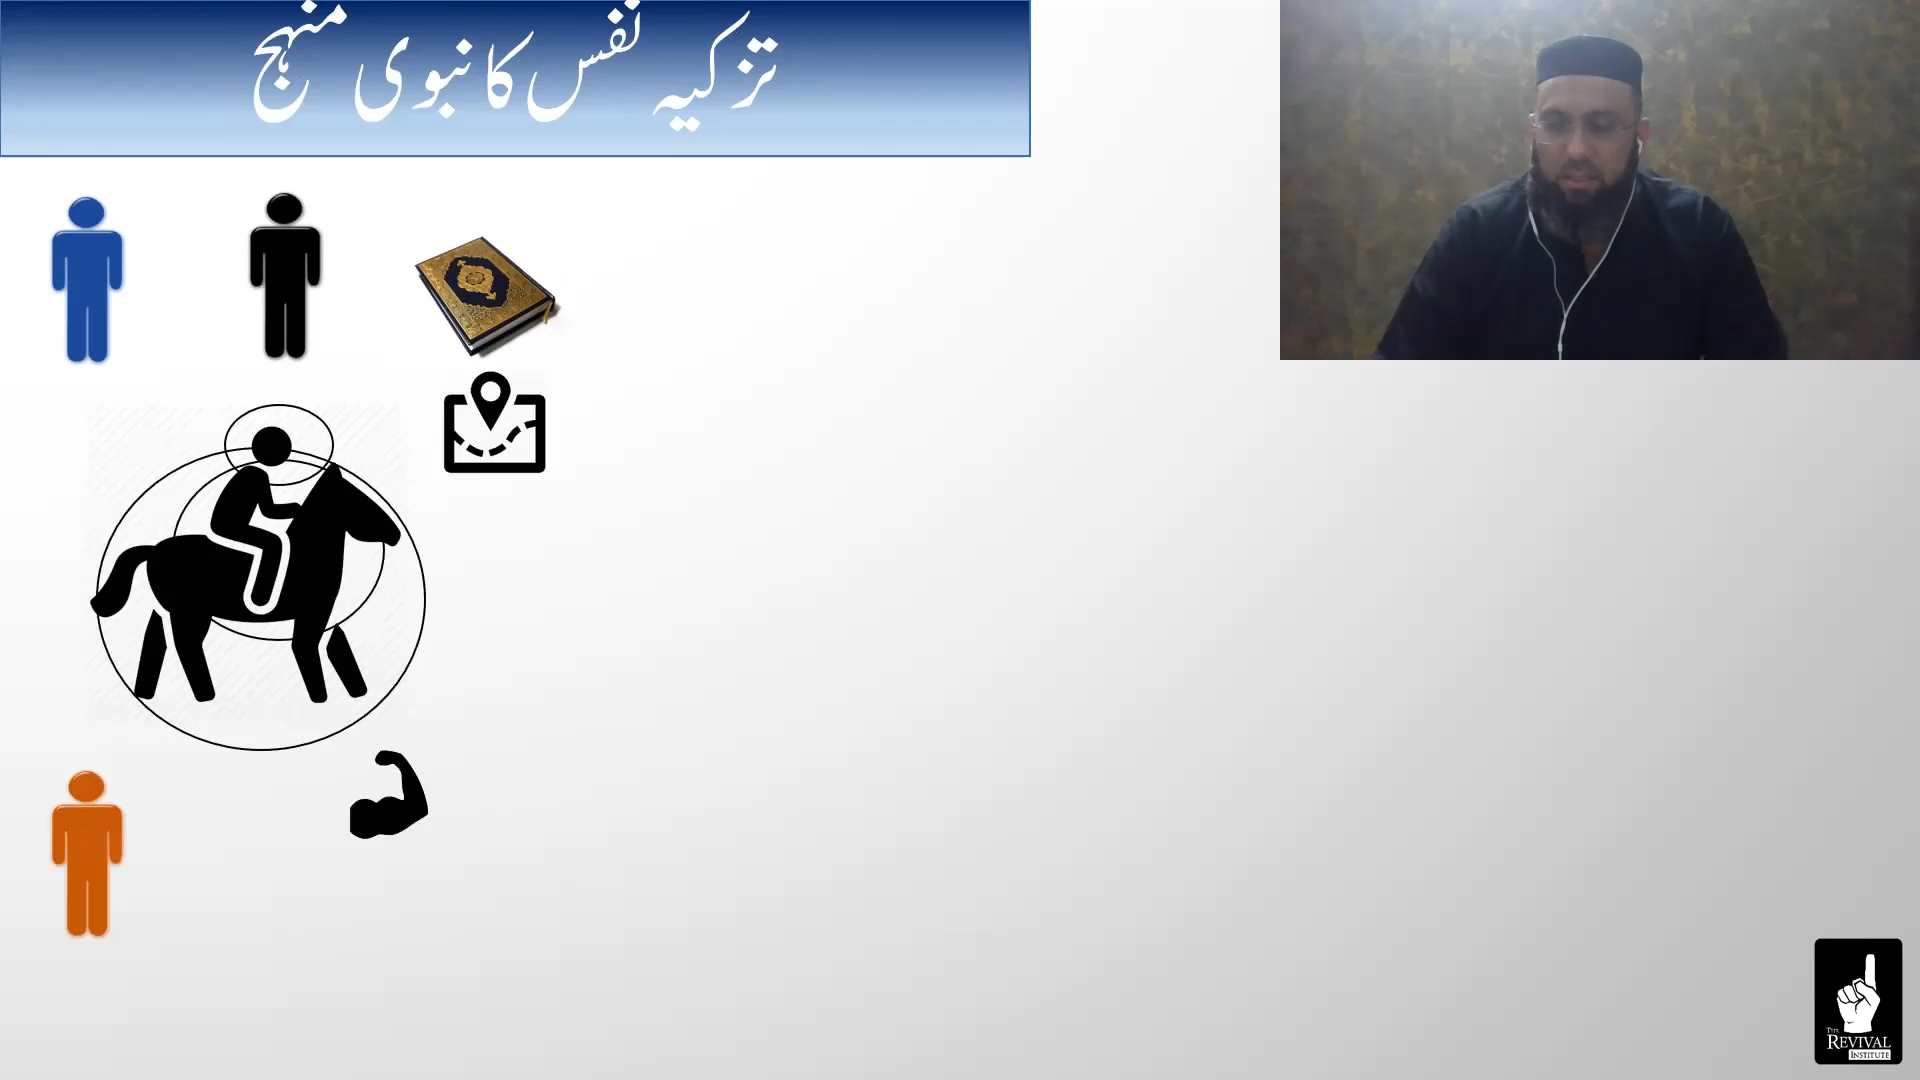 تزکیہ نفس کا نبوی منہج
THE
REVIVAL
INSTITUTE